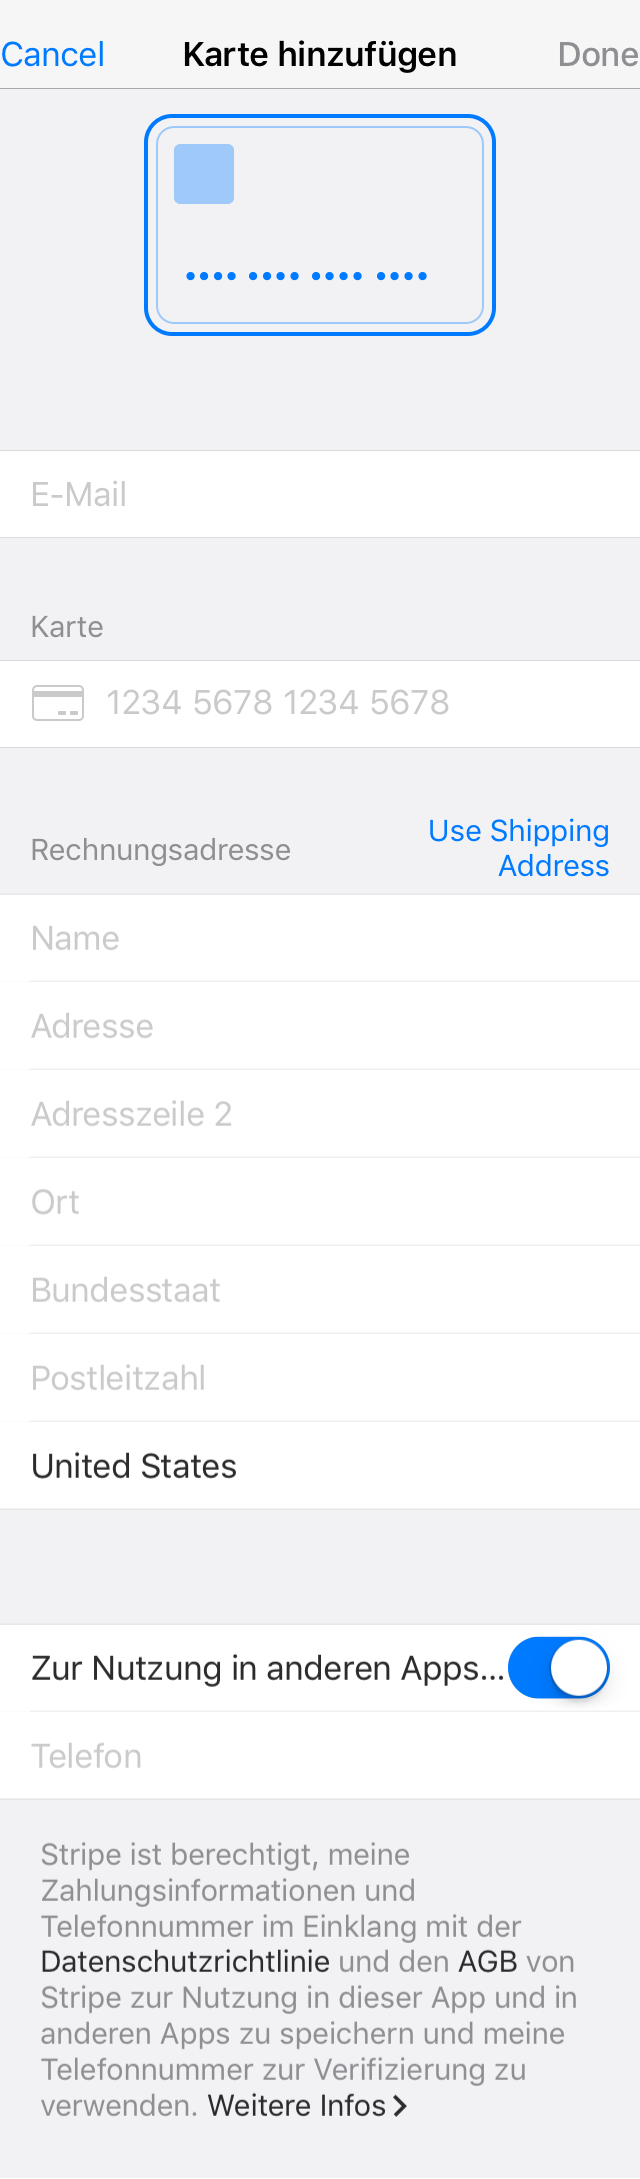 Cancel Karte hinzufügen Done
•••• •••• •••• ••••
E-Mail
Karte
1234 5678 1234 5678
Rechnungsadresse
Use Shipping
Address
Name
Adresse
Adresszeile 2
Ort
Bundesstaat
Postleitzahl
United States
Zur Nutzung in anderen Apps...
Telefon
Stripe ist berechtigt, meine
Zahlungsinformationen und
Telefonnummer im Einklang mit der
Datenschutzrichtlinie und den AGB von
Stripe zur Nutzung in dieser App und in
anderen Apps zu speichern und meine
Telefonnummer zur Verifizierung zu
verwenden. Weitere Infos